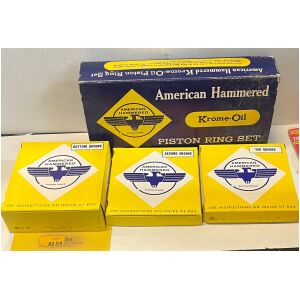 American Hammered Krome-Oil Piston Ring Set
American Hammered
Krome-Oil
PISTON RING SET
AMERICAN
HAMMERED
BOTTOM GROOVE
AMERICAN
HAMMERED
SEE INSTRUCTIONS ON INSIDE OF BOX
SECOND GROOVE
AMERICAN
HAMMERED
SEE INSTRUCTIONS ON INSIDE OF BOX
TOP GROOVE
AMERICAN
HAMMERED
SEE INSTRUCTIONS ON INSIDE OF BOX